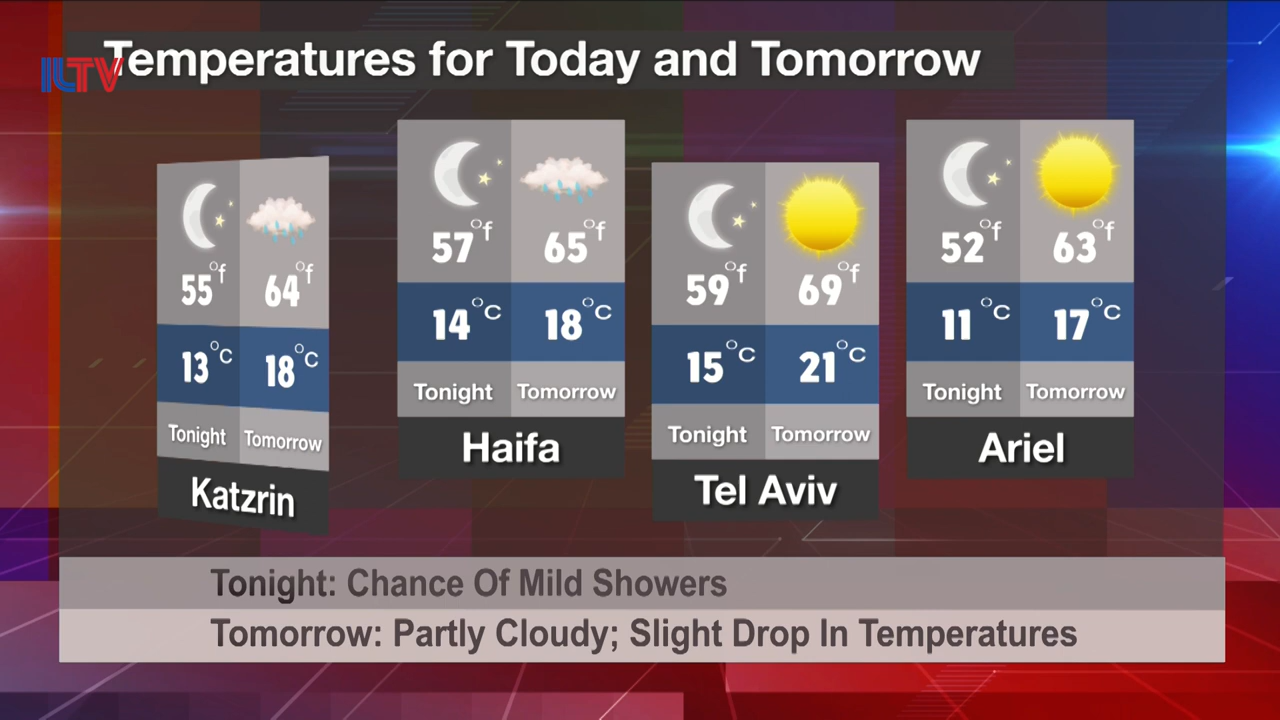 Temperatures for Today and Tomorrow
ILTV
55°f 64°f
13°C 18°C
Tonight Tomorrow
Katzrin
57°f 65°f
14°C 18°C
Tonight Tomorrow
Haifa
59°f 69°f
15°C 21°C
Tonight Tomorrow
Tel Aviv
52°f 63°f
11°C 17°C
Tonight Tomorrow
Ariel
Tonight: Chance Of Mild Showers
Tomorrow: Partly Cloudy; Slight Drop In Temperatures